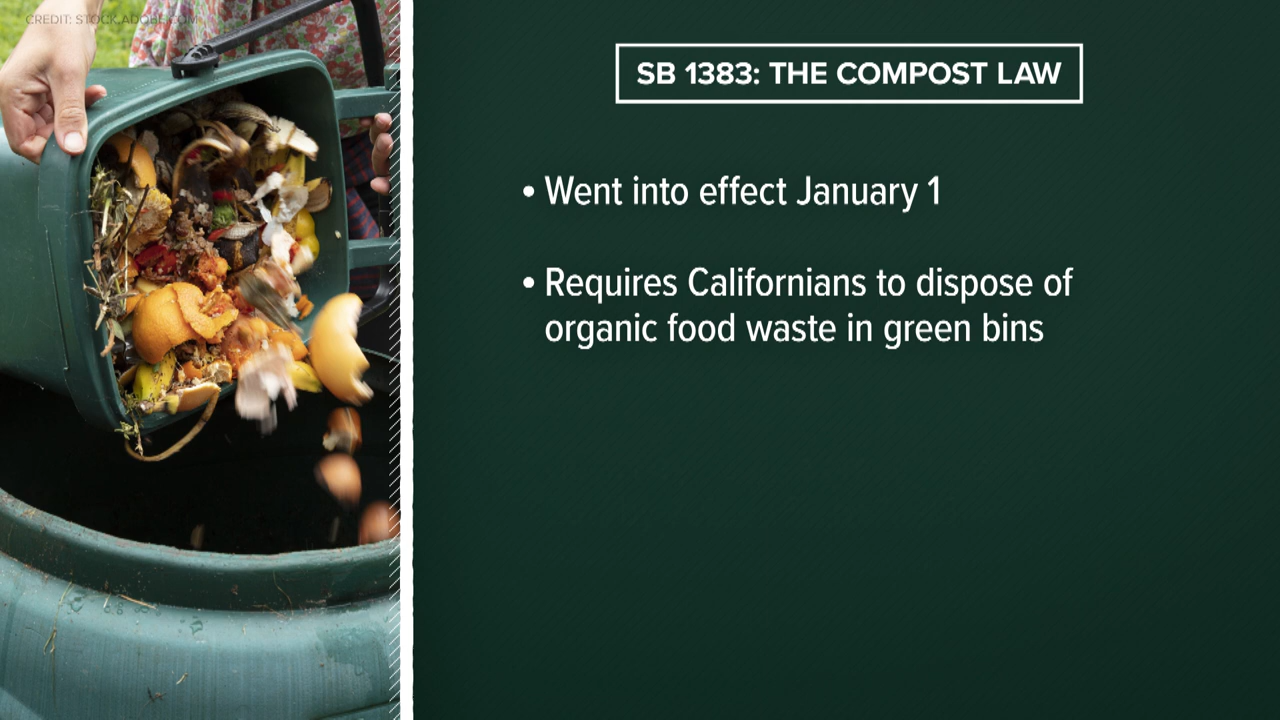 CREDIT: STOCK.ADOBE.COM
SB 1383: THE COMPOST LAW
• Went into effect January 1
• Requires Californians to dispose of
organic food waste in green bins